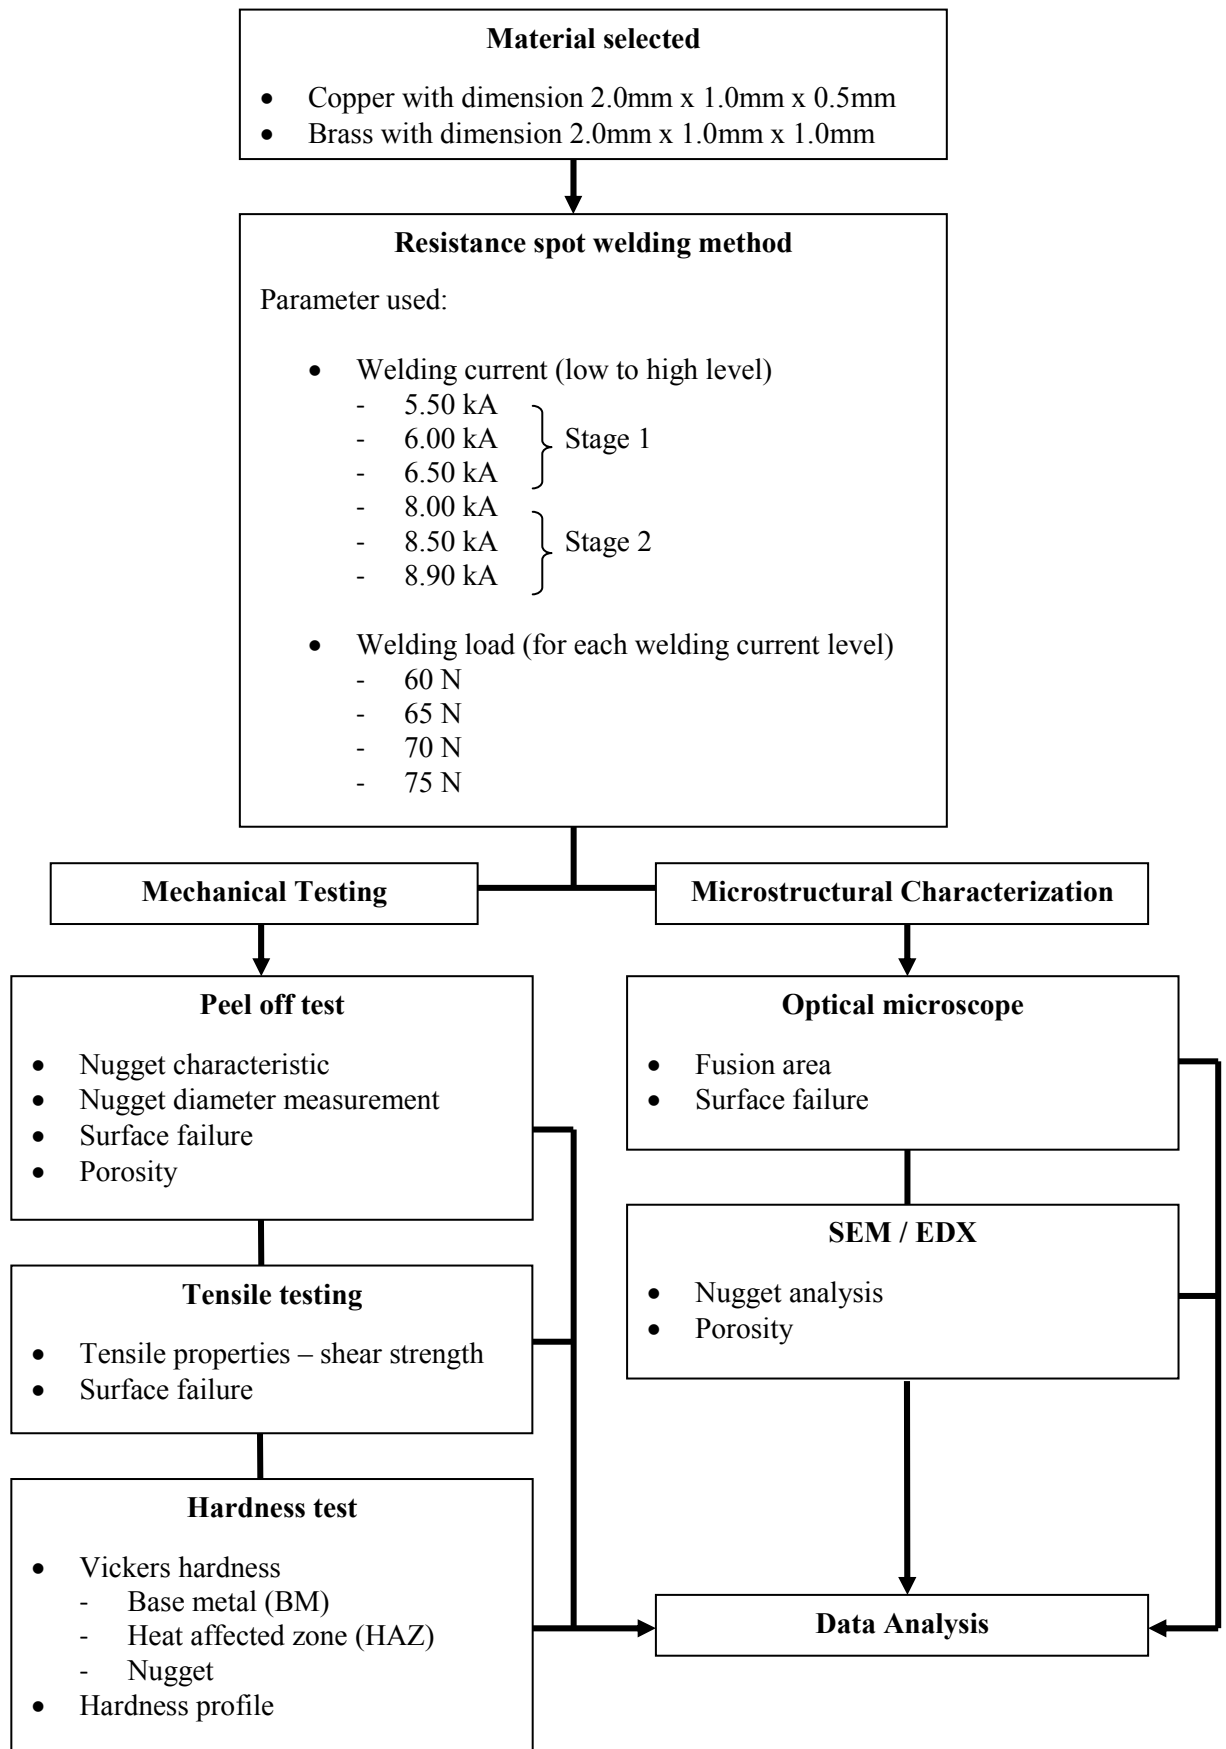 Material selected
• Copper with dimension 2.0mm x 1.0mm x 0.5mm
• Brass with dimension 2.0mm x 1.0mm x 1.0mm
Resistance spot welding method
Parameter used:
• Welding current (low to high level)
- 5.50 kA
- 6.00 kA Stage 1
- 6.50 kA
- 8.00 kA
- 8.50 kA Stage 2
- 8.90 kA
• Welding load (for each welding current level)
- 60 N
- 65 N
- 70 N
- 75 N
Mechanical Testing
Microstructural Characterization
Peel off test
• Nugget characteristic
• Nugget diameter measurement
• Surface failure
• Porosity
Optical microscope
• Fusion area
• Surface failure
SEM / EDX
• Nugget analysis
• Porosity
Tensile testing
• Tensile properties – shear strength
• Surface failure
Hardness test
• Vickers hardness
- Base metal (BM)
- Heat affected zone (HAZ)
- Nugget
• Hardness profile
Data Analysis